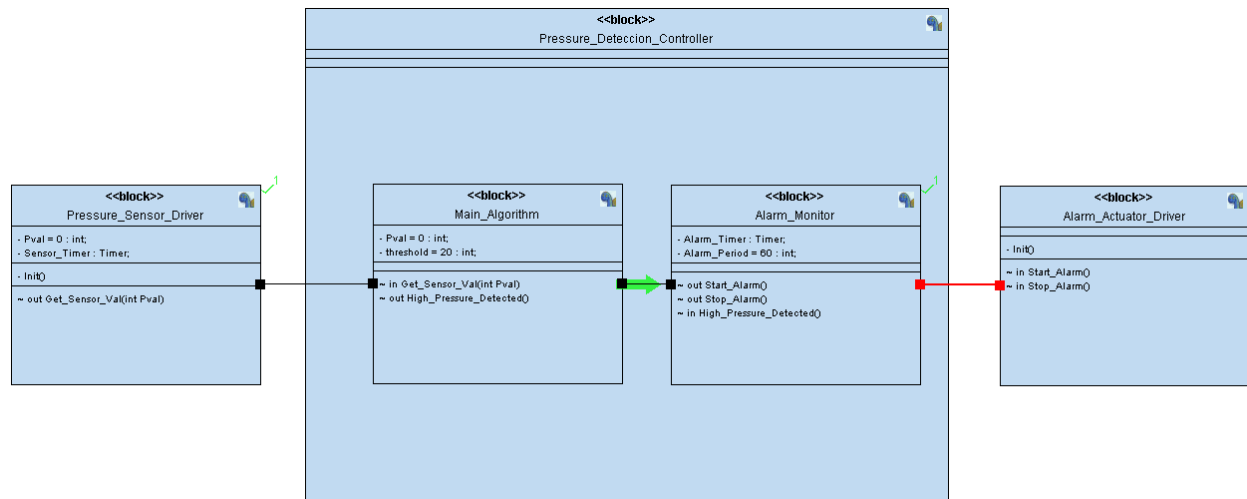 <<block>>
Pressure_Deteccion_Controller
<<block>>
Pressure_Sensor_Driver
- Pval = 0 : int;
- Sensor_Timer : Timer;
- Init()
~ out Get_Sensor_Val(int Pval)
1
<<block>>
Main_Algorithm
- Pval = 0 : int;
- threshold = 20 : int;
~ in Get_Sensor_Val(int Pval)
~ out High_Pressure_Detected()
<<block>>
Alarm_Monitor
- Alarm_Timer : Timer;
- Alarm_Period = 60 : int;
~ out Start_Alarm()
~ out Stop_Alarm()
~ in High_Pressure_Detected()
1
<<block>>
Alarm_Actuator_Driver
- Init()
~ in Start_Alarm()
~ in Stop_Alarm()